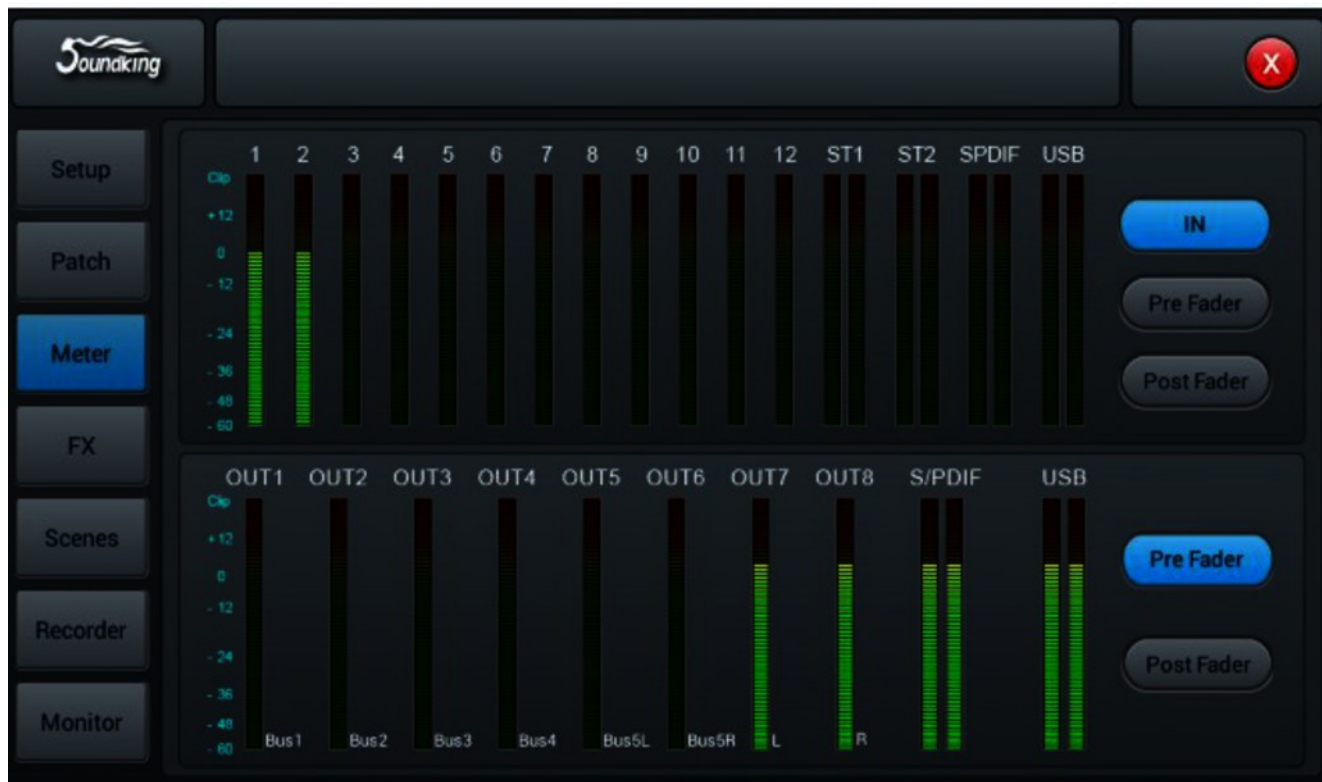 Soundking
X
Setup
Patch
Meter
FX
Scenes
Recorder
Monitor
1 2 3 4 5 6 7 8 9 10 11 12 ST1 ST2 SPDIF USB
Clip
+12
0
- 12
- 24
- 36
- 48
- 60
IN
Pre Fader
Post Fader
OUT1 OUT2 OUT3 OUT4 OUT5 OUT6 OUT7 OUT8 S/PDIF USB
Clip
+12
0
- 12
- 24
- 36
- 48
- 60
Bus1 Bus2 Bus3 Bus4 Bus5L Bus5R L R
Pre Fader
Post Fader